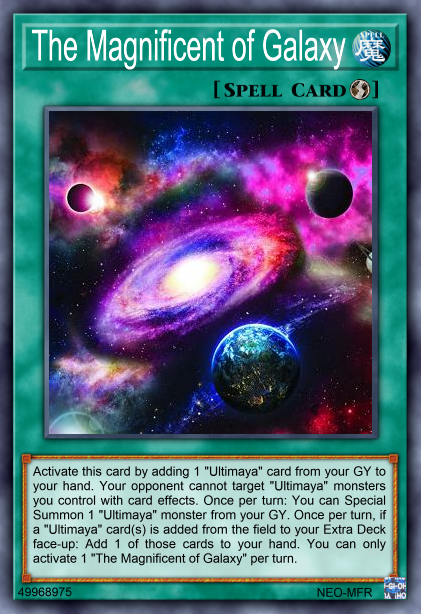 The Magnificent of Galaxy
SPELL
魔
[SPELL CARD]
Activate this card by adding 1 "Ultimaya" card from your GY to
your hand. Your opponent cannot target "Ultimaya" monsters
you control with card effects. Once per turn: You can Special
Summon 1 "Ultimaya" monster from your GY. Once per turn, if
a "Ultimaya" card(s) is added from the field to your Extra Deck
face-up: Add 1 of those cards to your hand. You can only
activate 1 "The Magnificent of Galaxy" per turn.
49968975 NEO-MFR